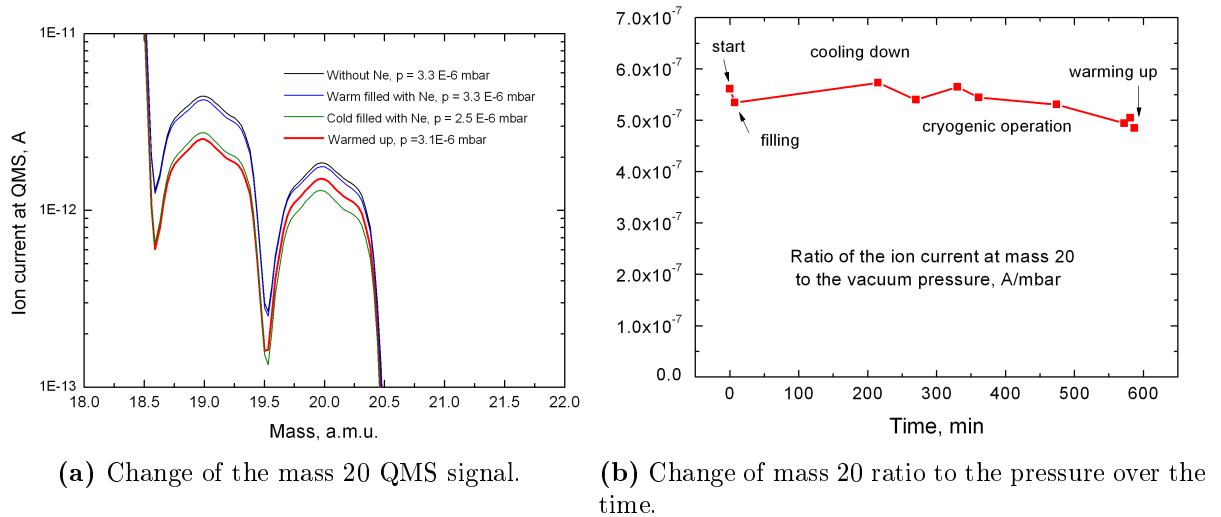 1E-11
1E-12
1E-13
Ion current at QMS, A
Without Ne, p = 3.3 E-6 mbar
Warm filled with Ne, p = 3.3 E-6 mbar
Cold filled with Ne, p = 2.5 E-6 mbar
Warmed up, p =3.1E-6 mbar
18.0 18.5 19.0 19.5 20.0 20.5 21.0 21.5 22.0
Mass, a.m.u.
(a) Change of the mass 20 QMS signal.
7.0x10⁻⁷
6.0x10⁻⁷
5.0x10⁻⁷
4.0x10⁻⁷
3.0x10⁻⁷
2.0x10⁻⁷
1.0x10⁻⁷
0.0
start
cooling down
warming up
filling
cryogenic operation
Ratio of the ion current at mass 20
to the vacuum pressure, A/mbar
0 100 200 300 400 500 600
Time, min
(b) Change of mass 20 ratio to the pressure over the
time.